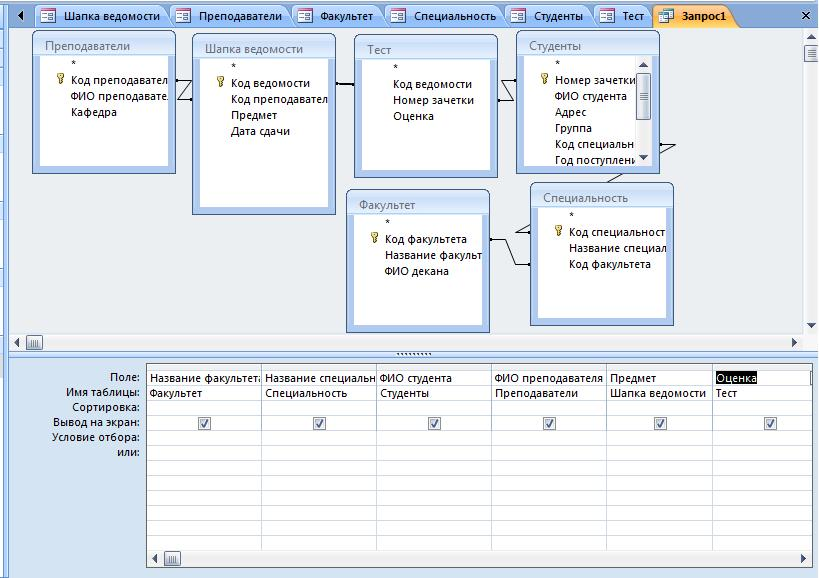 Шапка ведомости Преподаватели Факультет Специальность Студенты Тест Запрос1
Преподаватели
*
Код преподавател
ФИО преподавате.
Кафедра
Шапка ведомости
*
Код ведомости
Код преподавател
Предмет
Дата сдачи
Тест
*
Код ведомости
Номер зачетки
Оценка
Студенты
*
Номер зачетки
ФИО студента
Адрес
Группа
Код специальн
Год поступлени
Факультет
*
Код факультета
Название факульт
ФИО декана
Специальность
*
Код специальност
Название специал
Код факультета
Поле: Название факультета Название специальн ФИО студента ФИО преподавателя Предмет Оценка
Имя таблицы: Факультет Специальность Студенты Преподаватели Шапка ведомости Тест
Сортировка:
Вывод на экран:
Условие отбора:
или: